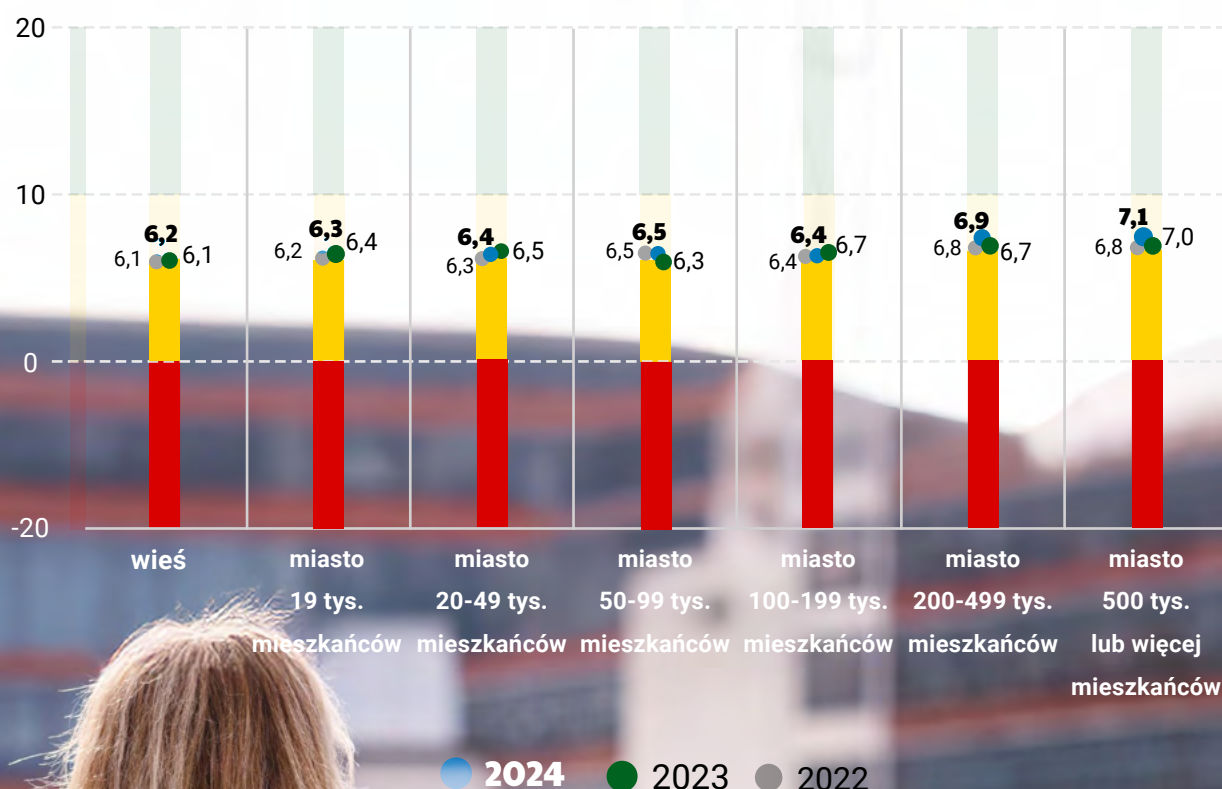 20
10
0
-20
6,2
6,1
6,1
6,3
6,2
6,4
6,4
6,3
6,5
6,5
6,5
6,3
6,4
6,4
6,7
6,9
6,8
6,7
7,1
6,8
7,0
wieś
miasto
19 tys.
mieszkańców
miasto
20-49 tys.
mieszkańców
miasto
50-99 tys.
mieszkańców
miasto
100-199 tys.
mieszkańców
miasto
200-499 tys.
mieszkańców
miasto
500 tys.
lub więcej
mieszkańców
2024 2023 2022